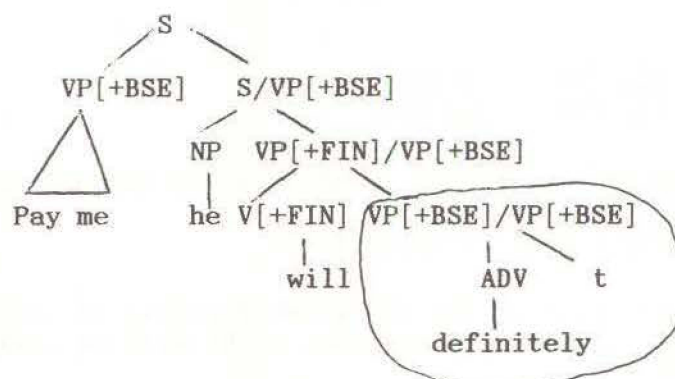 S
VP[+BSE] S/VP[+BSE]
NP VP[+FIN]/VP[+BSE]
Pay me he V[+FIN] VP[+BSE]/VP[+BSE]
will ADV t
definitely